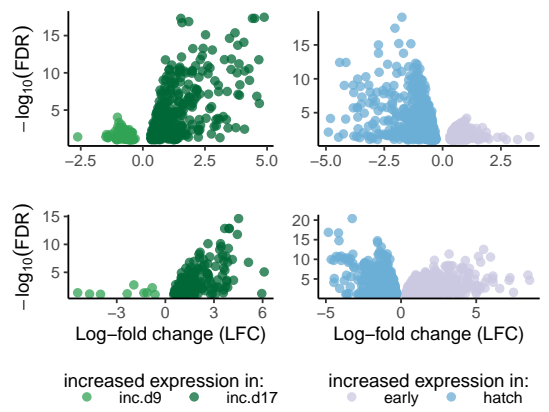 −log10(FDR)
15
10
5
−2.5 0.0 2.5 5.0
15
10
5
−5.0 −2.5 0.0 2.5
−log10(FDR)
15
10
5
−3 0 3 6
Log−fold change (LFC)
20
15
10
5
−5 0 5
Log−fold change (LFC)
increased expression in:
inc.d9 inc.d17
increased expression in:
early hatch